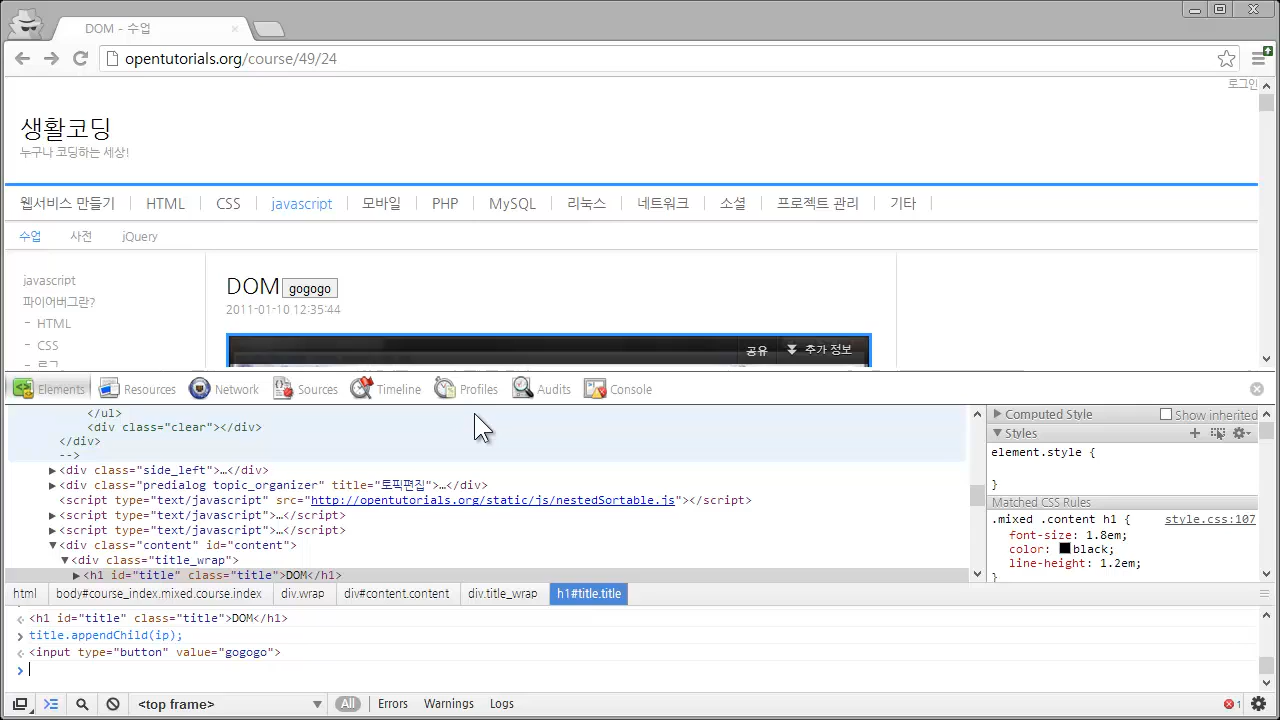 DOM - 수업
opentutorials.org/course/49/24
로그인
생활코딩
누구나 코딩하는 세상!
웹서비스 만들기 HTML CSS javascript 모바일 PHP MySQL 리눅스 네트워크 소셜 프로젝트 관리 기타
수업 사전 jQuery
javascript
파이어버그란?
- HTML
- CSS
- 로그
DOM gogogo
2011-01-10 12:35:44
공유 추가 정보
Elements Resources Network Sources Timeline Profiles Audits Console
</ul>
<div class="clear"></div>
</div>
-->
▶<div class="side_left">…</div>
▶<div class="predialog topic_organizer" title="토픽편집">…</div>
<script type="text/javascript" src="http://opentutorials.org/static/js/nestedSortable.js"></script>
▶<script type="text/javascript">…</script>
▶<script type="text/javascript">…</script>
▼<div class="content" id="content">
▼<div class="title_wrap">
▶<h1 id="title" class="title">DOM</h1>
▶ Computed Style Show inherited
▼ Styles
element.style {
}
Matched CSS Rules
.mixed .content h1 { style.css:107
font-size: 1.8em;
color: black;
line-height: 1.2em;
html body#course_index.mixed.course.index div.wrap div#content.content div.title_wrap h1#title.title
<h1 id="title" class="title">DOM</h1>
> title.appendChild(ip);
<input type="button" value="gogogo">
>
<top frame> All Errors Warnings Logs 1